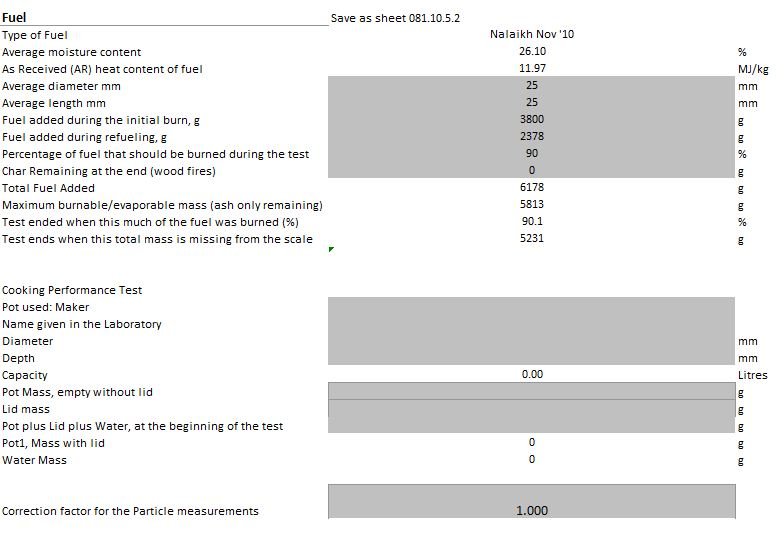 Fuel Save as sheet 081.10.5.2
Type of Fuel Nalaikh Nov '10
Average moisture content 26.10 %
As Received (AR) heat content of fuel 11.97 MJ/kg
Average diameter mm 25 mm
Average length mm 25 mm
Fuel added during the initial burn, g 3800 g
Fuel added during refueling, g 2378 g
Percentage of fuel that should be burned during the test 90 %
Char Remaining at the end (wood fires) 0 g
Total Fuel Added 6178 g
Maximum burnable/evaporable mass (ash only remaining) 5813 g
Test ended when this much of the fuel was burned (%) 90.1 %
Test ends when this total mass is missing from the scale 5231 g
Cooking Performance Test
Pot used: Maker
Name given in the Laboratory
Diameter mm
Depth mm
Capacity 0.00 Litres
Pot Mass, empty without lid g
Lid mass g
Pot plus Lid plus Water, at the beginning of the test g
Pot1, Mass with lid 0 g
Water Mass 0 g
Correction factor for the Particle measurements 1.000